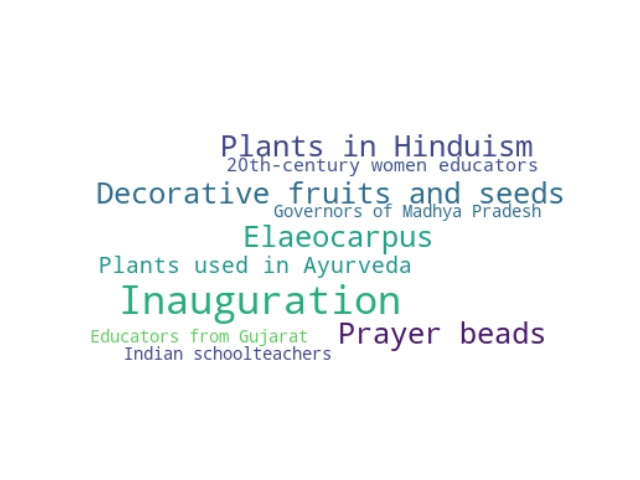 Plants in Hinduism
20th-century women educators
Decorative fruits and seeds
Governors of Madhya Pradesh
Elaeocarpus
Plants used in Ayurveda
Inauguration
Educators from Gujarat
Prayer beads
Indian schoolteachers